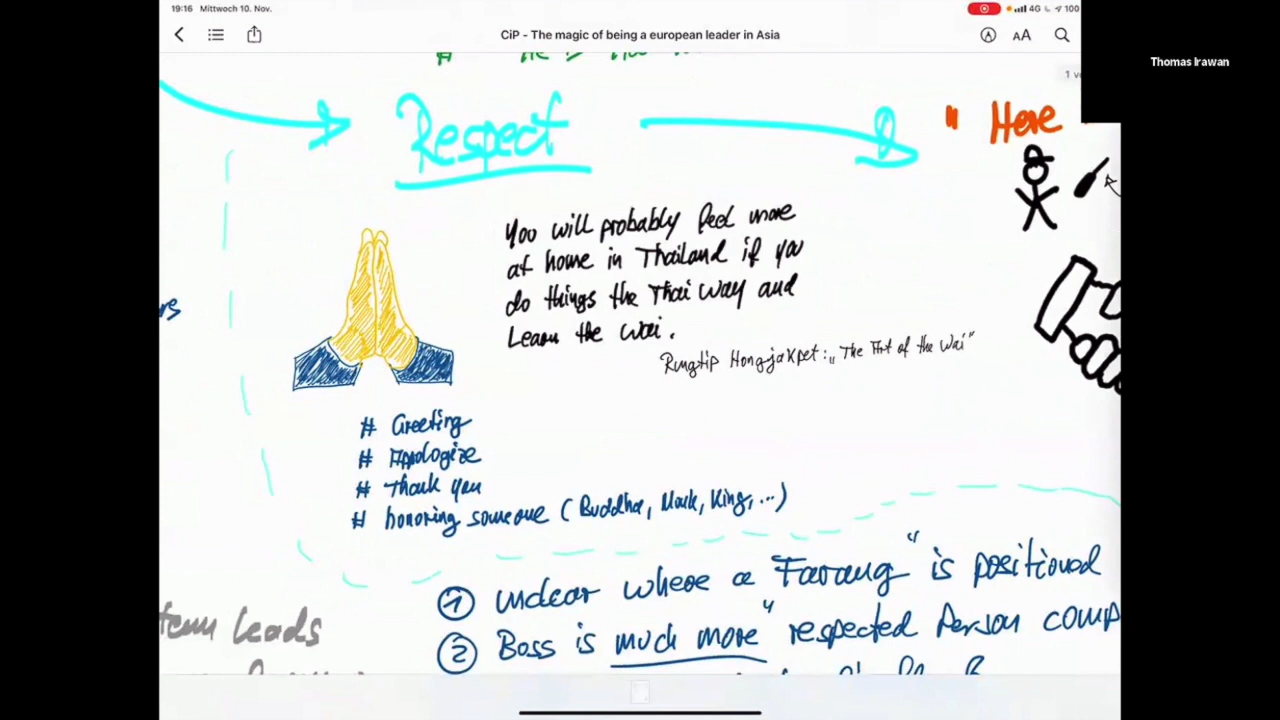 19:16 Mittwoch 10. Nov.
4G 100
CiP - The magic of being a european leader in Asia
AA
Thomas Irawan
Respect
" Here
You will probably feel more
at home in Thailand if you
do things the Thai Way and
Learn the Wai.
Rungtip Hongjakpet: "The Art of the Wai"
# Greeting
# Apologize
# Thank you
# honoring someone (Buddha, Monk, King, ...)
① unclear where a "Farang" is positioned
② Boss is much more "respected Person comp
team leads